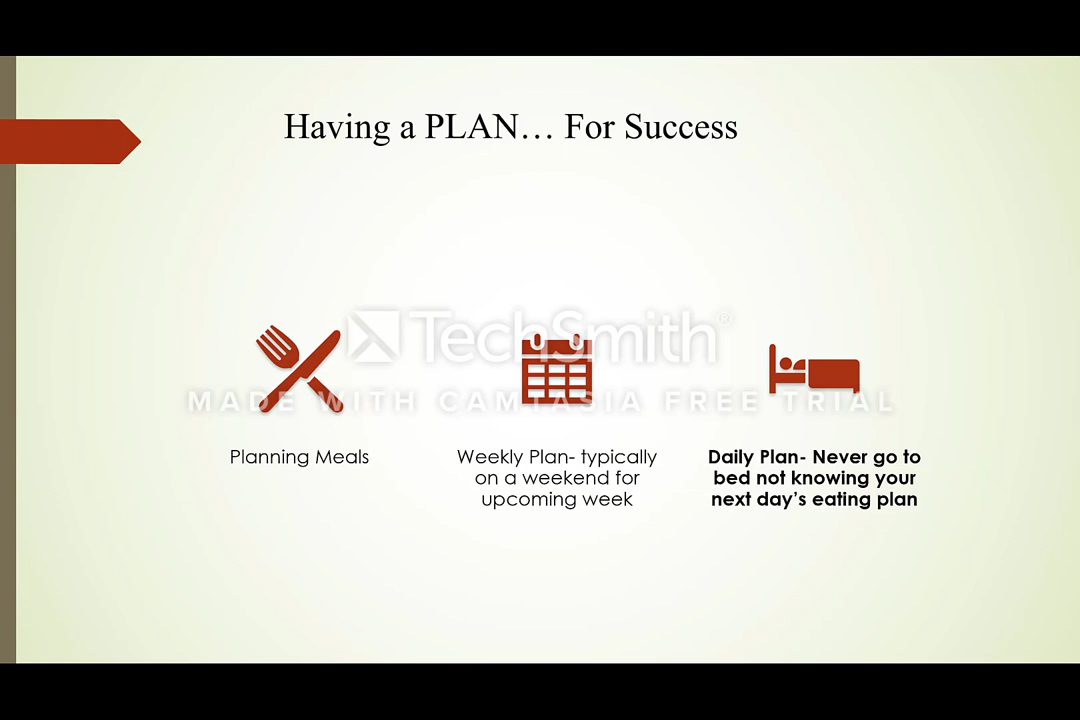 Having a PLAN... For Success
TechSmith®
MADE WITH CAMTASIA FREE TRIAL
Planning Meals
Weekly Plan- typically
on a weekend for
upcoming week
Daily Plan- Never go to
bed not knowing your
next day’s eating plan